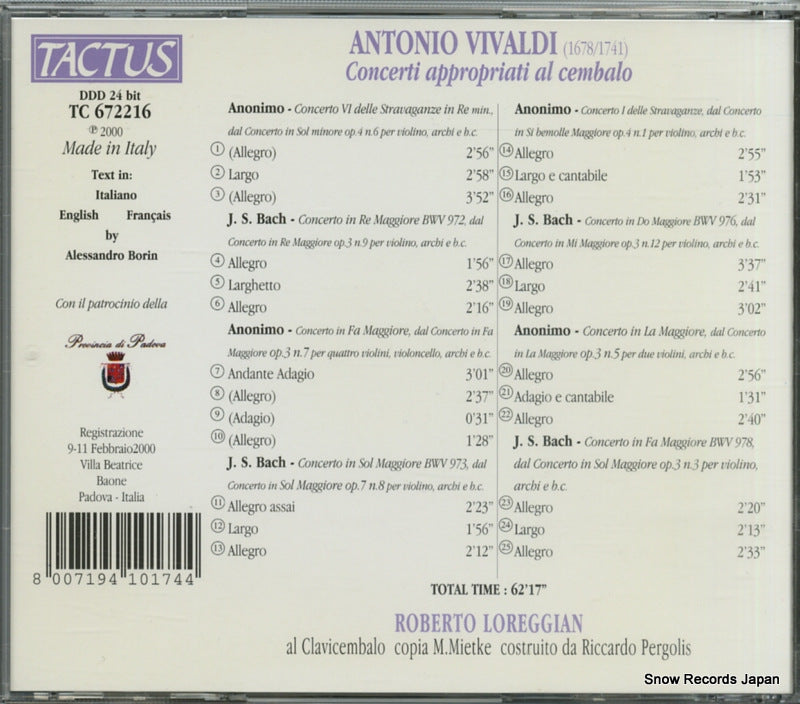 TACTUS
DDD 24 bit
TC 672216
℗ 2000
Made in Italy
Text in:
Italiano
English Français
by
Alessandro Borin
Con il patrocinio della
Provincia di Padova
Registrazione
9-11 Febbraio2000
Villa Beatrice
Baone
Padova - Italia
8 007194 101744
ANTONIO VIVALDI (1678/1741)
Concerti appropriati al cembalo
Anonimo - Concerto VI delle Stravaganze in Re min.,
dal Concerto in Sol minore op.4 n.6 per violino, archi e b.c.
① (Allegro) 2'56"
② Largo 2'58"
③ (Allegro) 3'52"
J. S. Bach - Concerto in Re Maggiore BWV 972, dal
Concerto in Re Maggiore op.3 n.9 per violino, archi e b.c.
④ Allegro 1'56"
⑤ Larghetto 2'38"
⑥ Allegro 2'16"
Anonimo - Concerto in Fa Maggiore, dal Concerto in Fa
Maggiore op.3 n.7 per quattro violini, violoncello, archi e b.c.
⑦ Andante Adagio 3'01"
⑧ (Allegro) 2'37"
⑨ (Adagio) 0'31"
⑩ (Allegro) 1'28"
J. S. Bach - Concerto in Sol Maggiore BWV 973, dal
Concerto in Sol Maggiore op.7 n.8 per violino, archi e b.c.
⑪ Allegro assai 2'23"
⑫ Largo 1'56"
⑬ Allegro 2'12"
Anonimo - Concerto I delle Stravaganze, dal Concerto
in Si bemolle Maggiore op.4 n.1 per violino, archi e b.c.
⑭ Allegro 2'55"
⑮ Largo e cantabile 1'53"
⑯ Allegro 2'31"
J. S. Bach - Concerto in Do Maggiore BWV 976, dal
Concerto in Mi Maggiore op.3 n.12 per violino, archi e b.c.
⑰ Allegro 3'37"
⑱ Largo 2'41"
⑲ Allegro 3'02"
Anonimo - Concerto in La Maggiore, dal Concerto
in La Maggiore op.3 n.5 per due violini, archi e b.c.
⑳ Allegro 2'56"
㉑ Adagio e cantabile 1'31"
㉒ Allegro 2'40"
J. S. Bach - Concerto in Fa Maggiore BWV 978,
dal Concerto in Sol Maggiore op.3 n.3 per violino,
archi e b.c.
㉓ Allegro 2'20"
㉔ Largo 2'13"
㉕ Allegro 2'33"
TOTAL TIME : 62'17"
ROBERTO LOREGGIAN
al Clavicembalo copia M.Mietke costruito da Riccardo Pergolis
Snow Records Japan